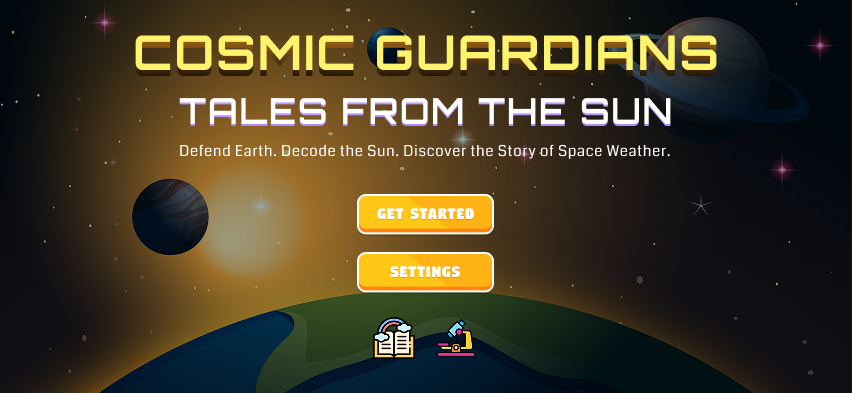 COSMIC GUARDIANS
TALES FROM THE SUN
Defend Earth. Decode the Sun. Discover the Story of Space Weather.
GET STARTED
SETTINGS